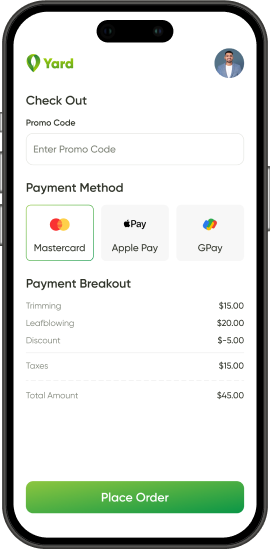 Yard
Check Out
Promo Code
Enter Promo Code
Payment Method
Pay
Mastercard
Apple Pay
GPay
Payment Breakout
Trimming $15.00
Leafblowing $20.00
Discount $-5.00
Taxes $15.00
Total Amount $45.00
Place Order